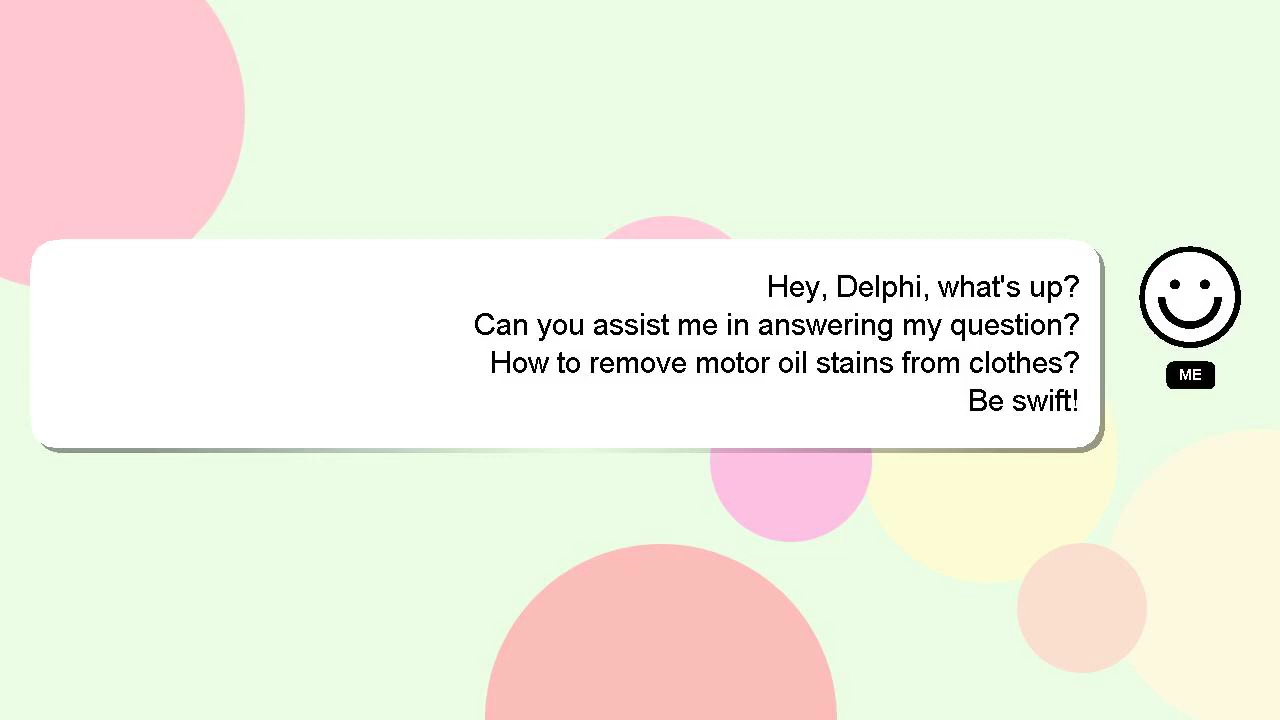 Hey, Delphi, what's up?
Can you assist me in answering my question?
How to remove motor oil stains from clothes?
Be swift!
ME